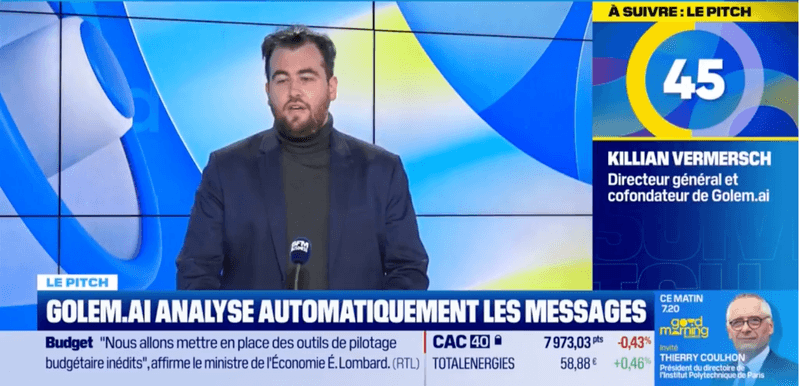 À SUIVRE : LE PITCH
45
KILLIAN VERMERSCH
Directeur général et
cofondateur de Golem.ai
BFM
BUSINESS
LE PITCH
GOLEM.AI ANALYSE AUTOMATIQUEMENT LES MESSAGES
Budget "Nous allons mettre en place des outils de pilotage
budgétaire inédits", affirme le ministre de l'Économie É. Lombard. (RTL)
CAC 40 7 973,03 pts -0,43%
TOTALENERGIES 58,88 € +0,46%
CE MATIN
7.20
good
morning
invité
THIERRY COULHON
Président du directoire de
l'Institut Polytechnique de Paris